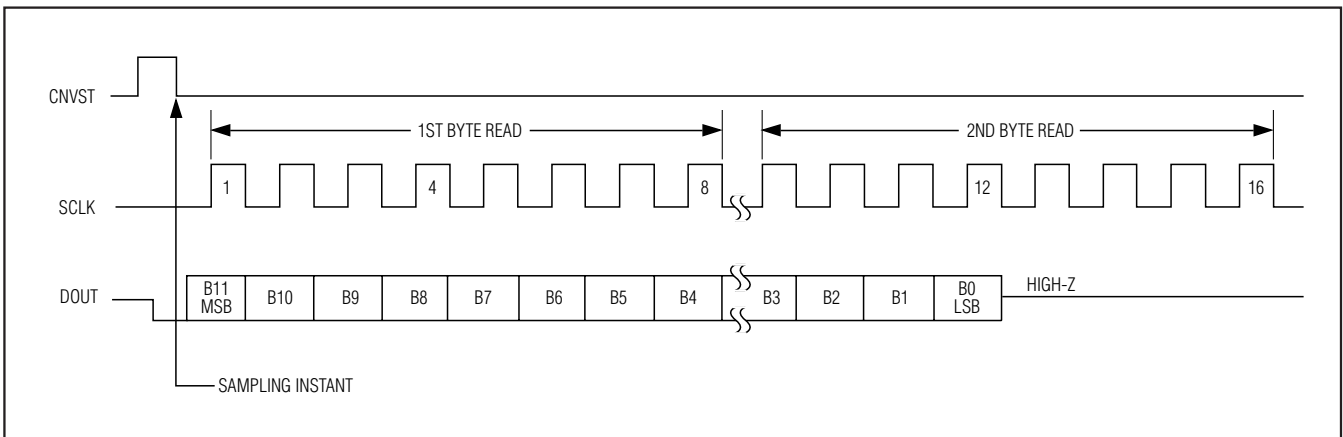 CNVST
1ST BYTE READ
2ND BYTE READ
SCLK
1
4
8
12
16
DOUT
B11
MSB
B10
B9
B8
B7
B6
B5
B4
B3
B2
B1
B0
LSB
HIGH-Z
SAMPLING INSTANT